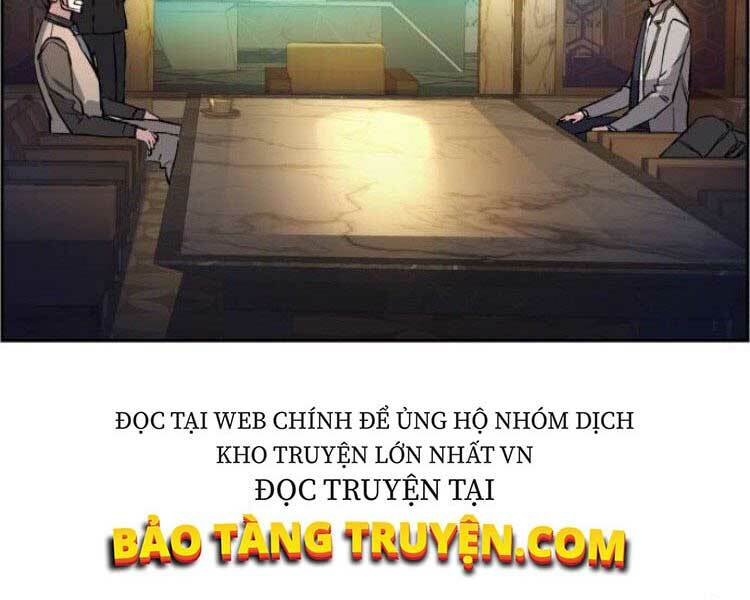 ĐỌC TẠI WEB CHÍNH ĐỂ ỦNG HỘ NHÓM DỊCH
KHO TRUYỆN LỚN NHẤT VN
ĐỌC TRUYỆN TẠI
BẢO TÀNG TRUYỆN.COM